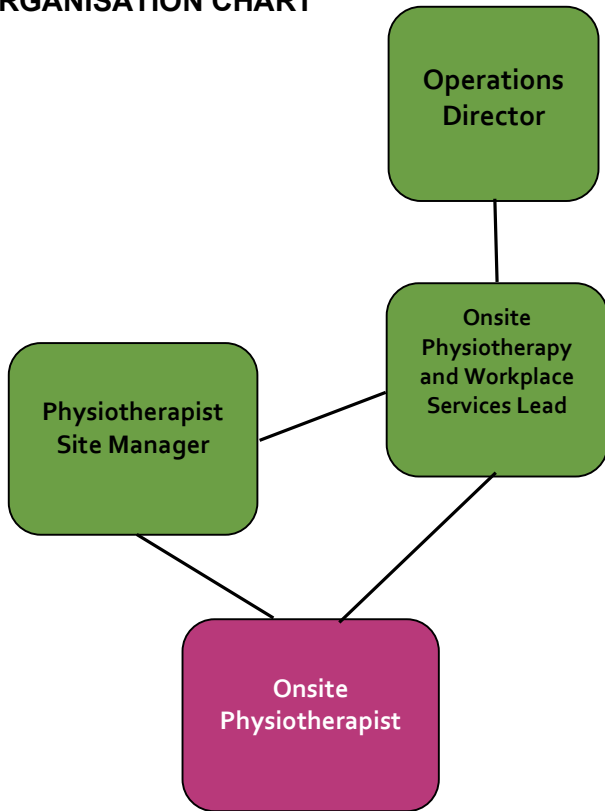 RGANISATION CHART
Operations
Director
Onsite
Physiotherapy
and Workplace
Services Lead
Physiotherapist
Site Manager
Onsite
Physiotherapist